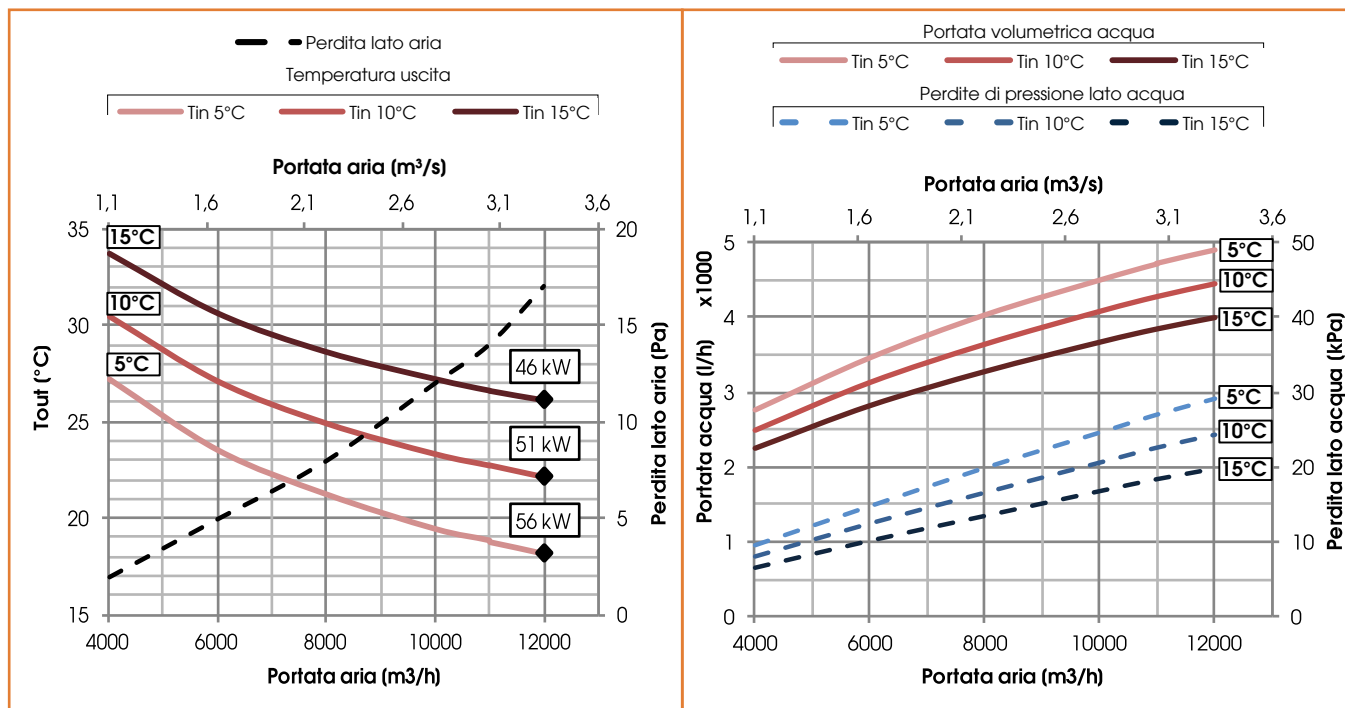 Perdita lato aria
Temperatura uscita
Tin 5°C Tin 10°C Tin 15°C
Portata aria (m³/s)
1,1 1,6 2,1 2,6 3,1 3,6
35 30 25 20 15
Tout (°C)
20 15 10 5 0
Perdita lato aria (Pa)
15°C
10°C
5°C
46 kW
51 kW
56 kW
4000 6000 8000 10000 12000
Portata aria (m3/h)
Portata volumetrica acqua
Tin 5°C Tin 10°C Tin 15°C
Perdite di pressione lato acqua
Tin 5°C Tin 10°C Tin 15°C
Portata aria (m3/s)
1,1 1,6 2,1 2,6 3,1 3,6
5 4 3 2 1 0
Portata acqua (l/h) x1000
50 40 30 20 10 0
Perdita lato acqua (kPa)
5°C
10°C
15°C
5°C
10°C
15°C
4000 6000 8000 10000 12000
Portata aria (m3/h)